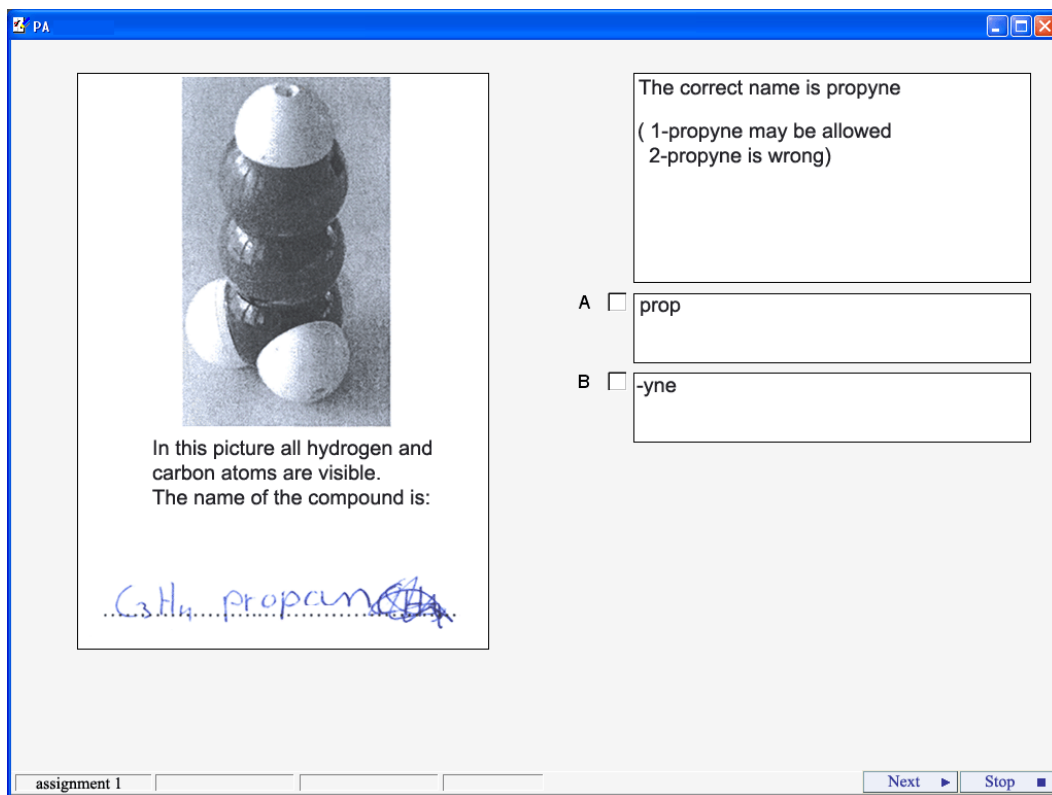 PA
The correct name is propyne
( 1-propyne may be allowed
2-propyne is wrong)
A prop
B -yne
In this picture all hydrogen and
carbon atoms are visible.
The name of the compound is:
C₃H₄ propan
assignment 1
Next
Stop